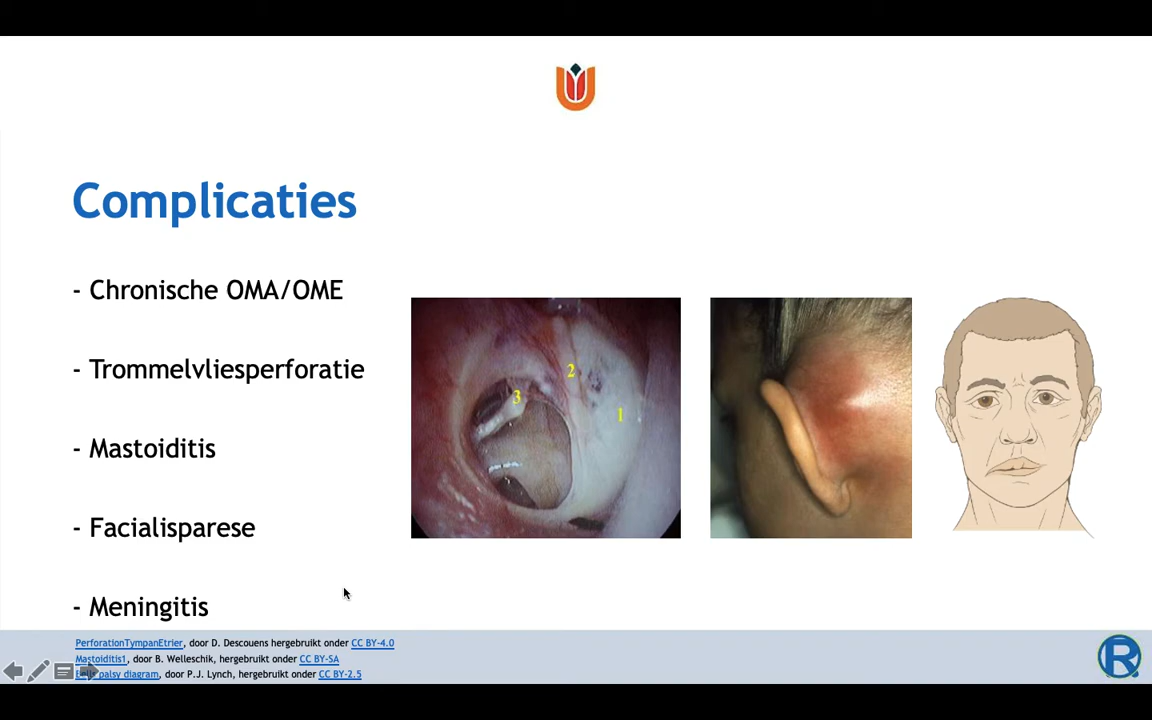 Complicaties
- Chronische OMA/OME
- Trommelvliesperforatie
- Mastoiditis
- Facialisparese
- Meningitis
3
2
1
PerforationTympanEtrier, door D. Descouens hergebruikt onder CC BY-4.0
Mastoiditis1, door B. Welleschik, hergebruikt onder CC BY-SA
palsy diagram, door P.J. Lynch, hergebruikt onder CC BY-2.5
R